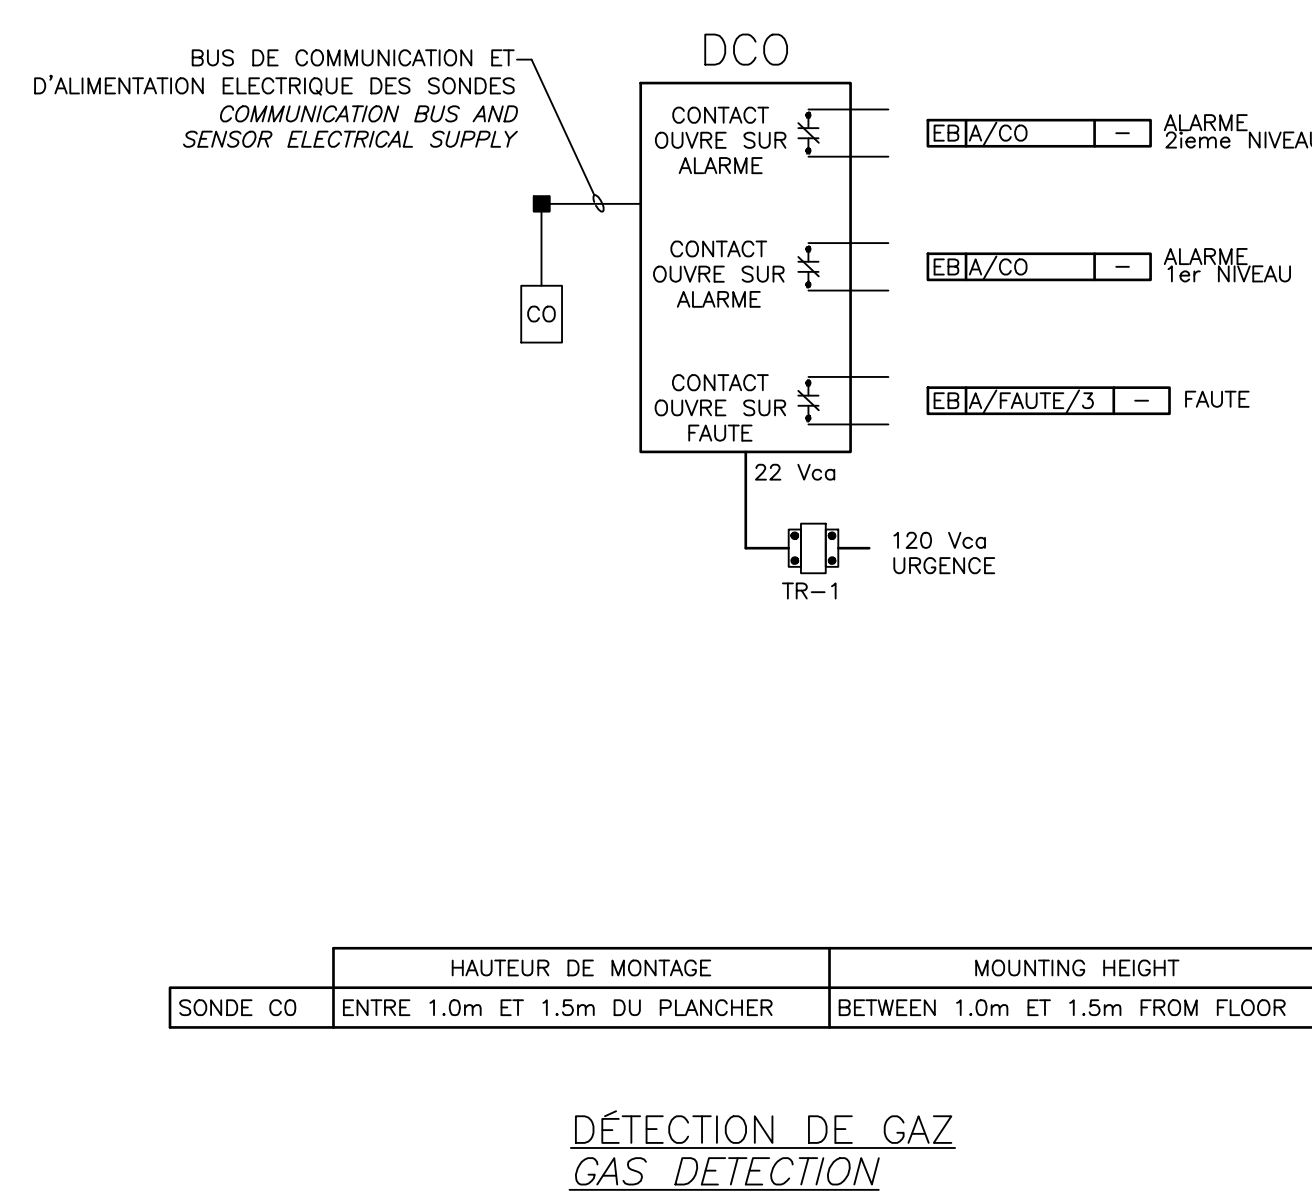 DCO
BUS DE COMMUNICATION ET
D'ALIMENTATION ELECTRIQUE DES SONDES
COMMUNICATION BUS AND
SENSOR ELECTRICAL SUPPLY
CONTACT
OUVRE SUR
ALARME
EB A/CO –
ALARME
2ieme NIVEAU
CONTACT
OUVRE SUR
ALARME
EB A/CO –
ALARME
1er NIVEAU
CO
CONTACT
OUVRE SUR
FAUTE
EB A/FAUTE/3 – FAUTE
22 Vca
120 Vca
URGENCE
TR–1
HAUTEUR DE MONTAGE MOUNTING HEIGHT
SONDE CO ENTRE 1.0m ET 1.5m DU PLANCHER BETWEEN 1.0m ET 1.5m FROM FLOOR
DÉTECTION DE GAZ
GAS DETECTION